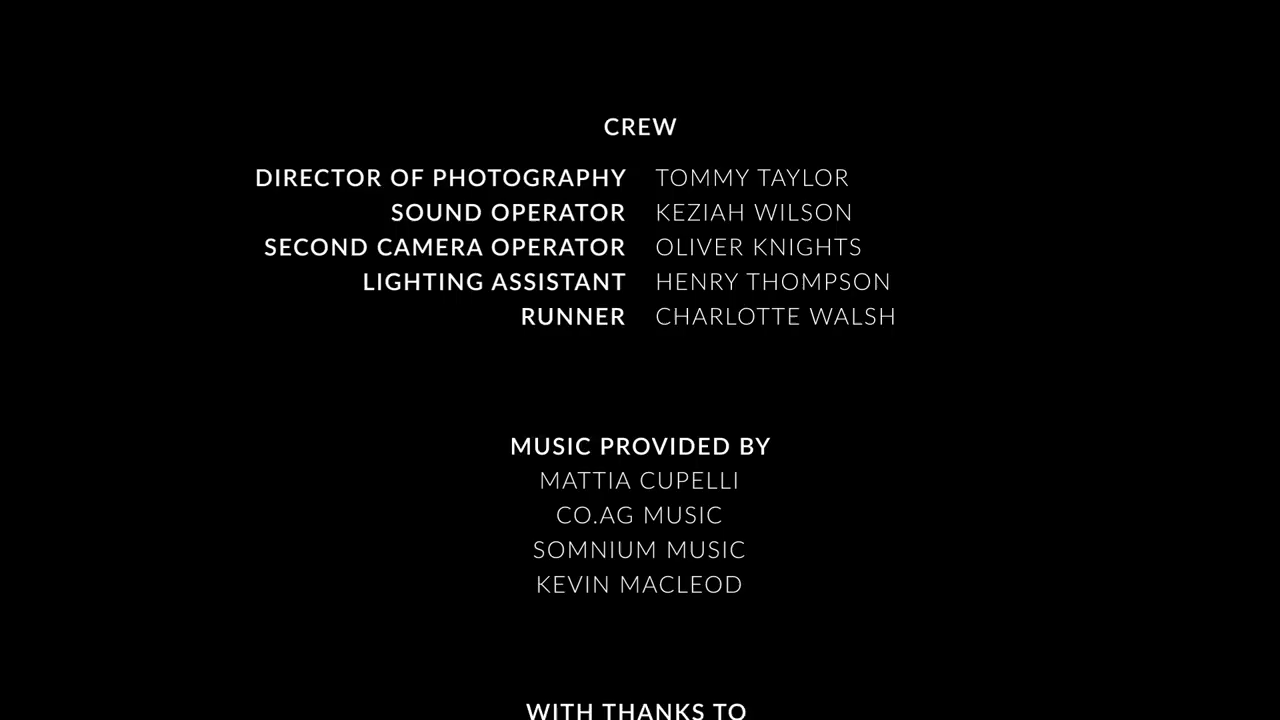 CREW
DIRECTOR OF PHOTOGRAPHY TOMMY TAYLOR
SOUND OPERATOR KEZIAH WILSON
SECOND CAMERA OPERATOR OLIVER KNIGHTS
LIGHTING ASSISTANT HENRY THOMPSON
RUNNER CHARLOTTE WALSH
MUSIC PROVIDED BY
MATTIA CUPELLI
CO.AG MUSIC
SOMNIUM MUSIC
KEVIN MACLEOD
WITH THANKS TO